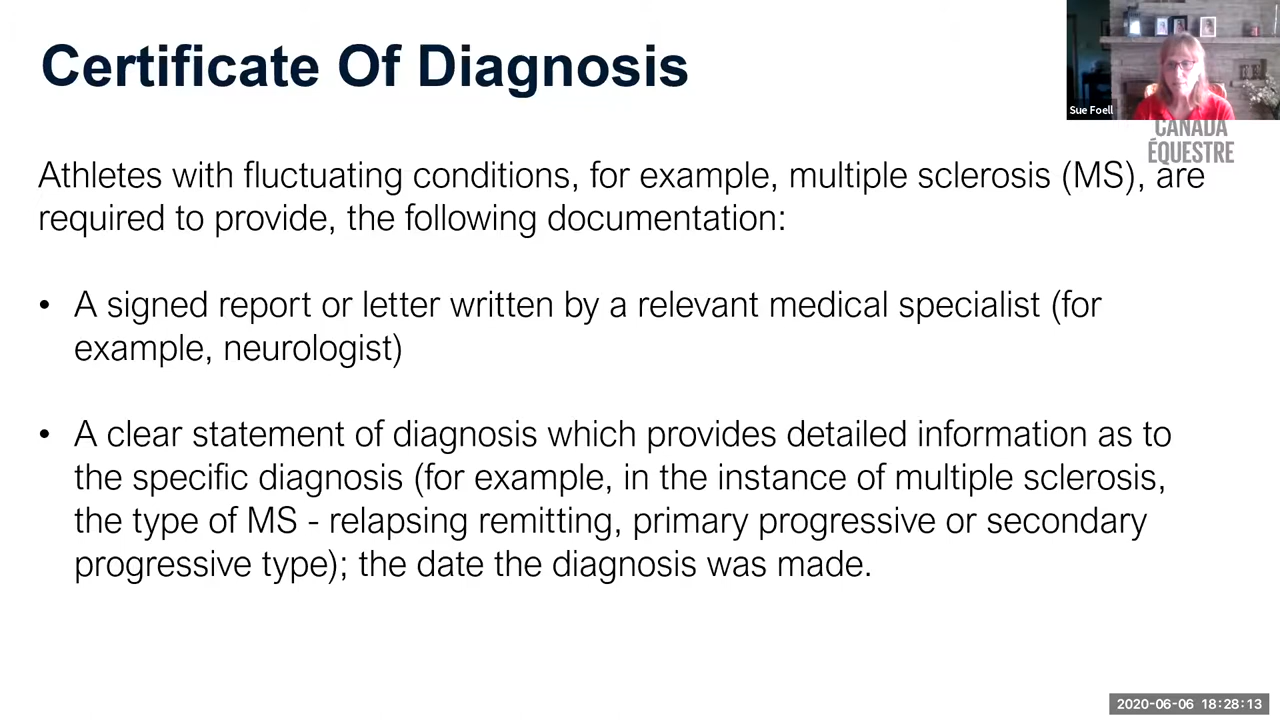 Certificate Of Diagnosis
Sue Foell
CANADA
ÉQUESTRE
Athletes with fluctuating conditions, for example, multiple sclerosis (MS), are
required to provide, the following documentation:
• A signed report or letter written by a relevant medical specialist (for
example, neurologist)
• A clear statement of diagnosis which provides detailed information as to
the specific diagnosis (for example, in the instance of multiple sclerosis,
the type of MS - relapsing remitting, primary progressive or secondary
progressive type); the date the diagnosis was made.
2020-06-06 18:28:13